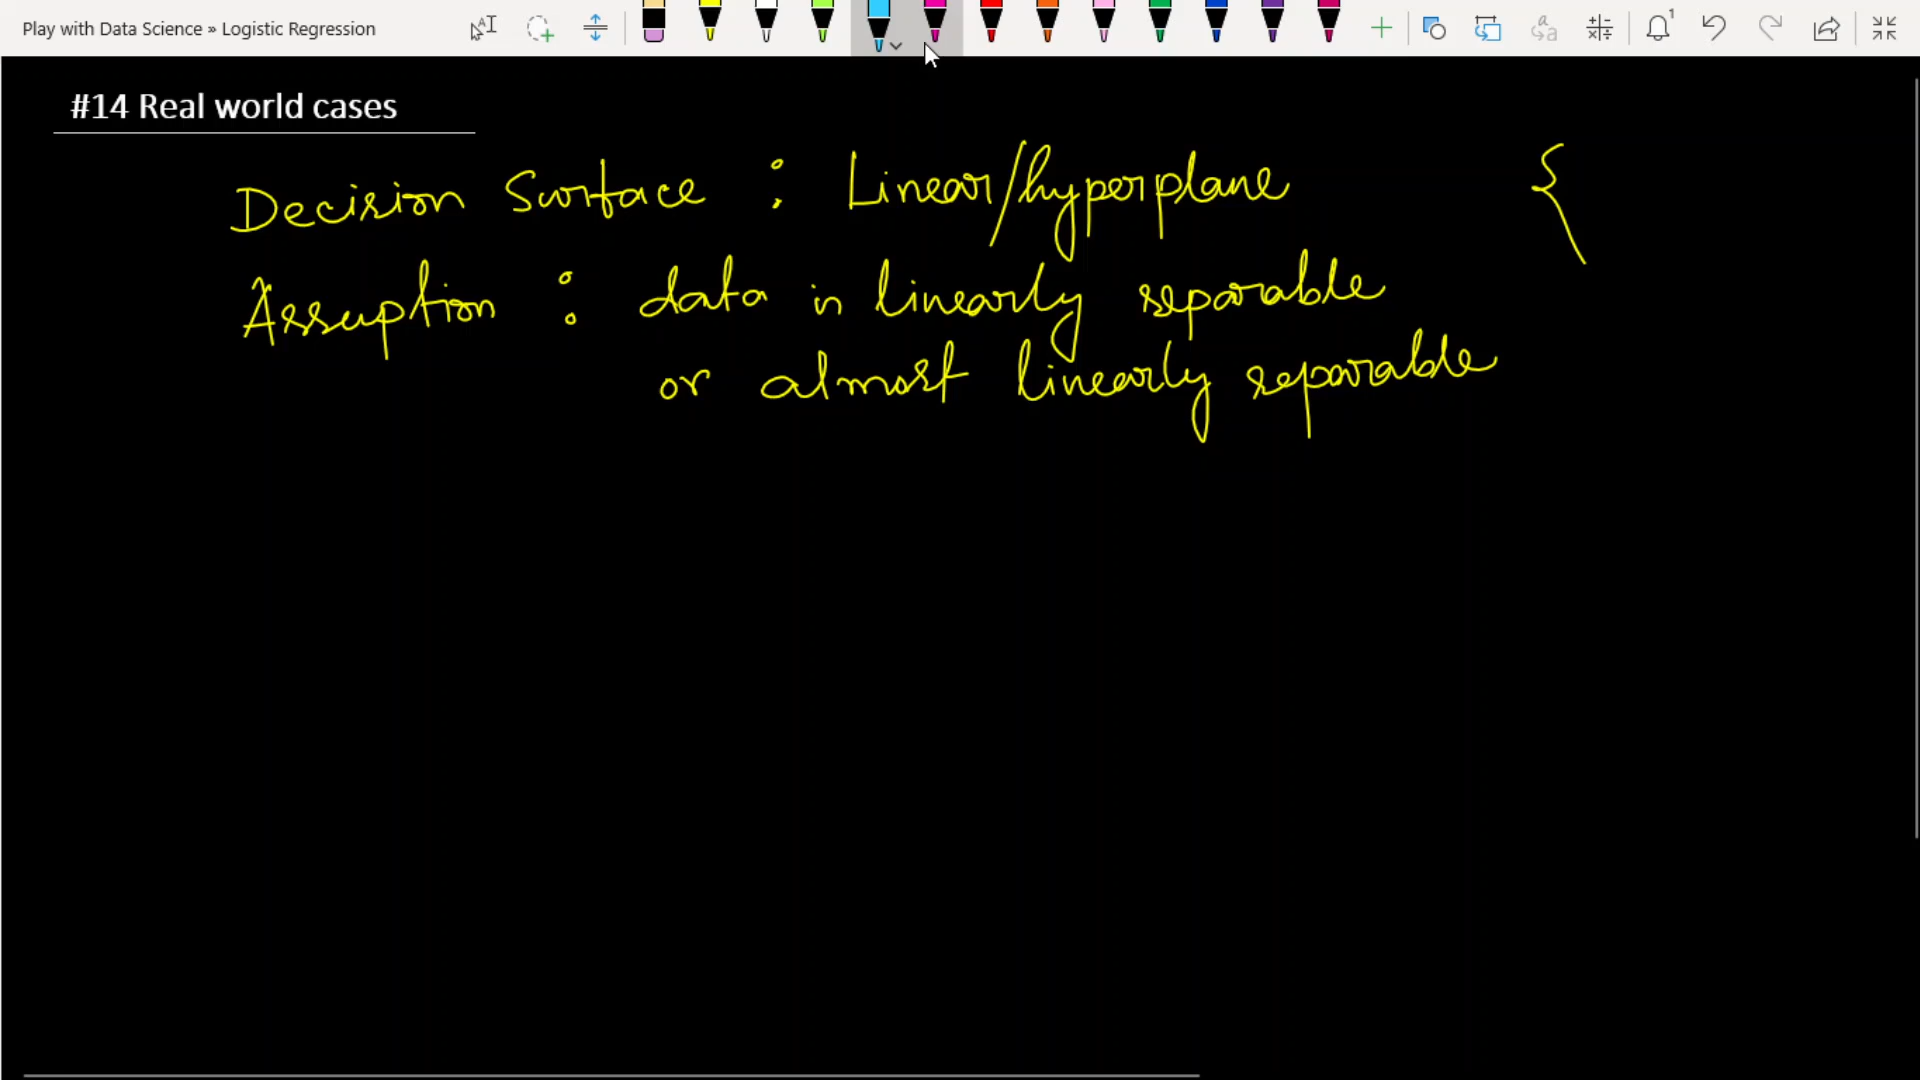 Play with Data Science » Logistic Regression
#14 Real world cases
Decision Surface : Linear/hyperplane {
Assuption : data is linearly separable
or almost linearly separable